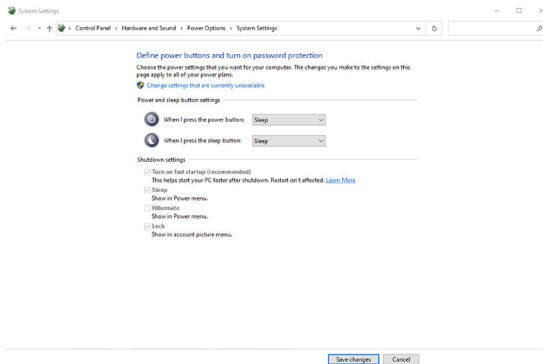 System Settings
Control Panel > Hardware and Sound > Power Options > System Settings
Define power buttons and turn on password protection
Choose the power settings that you want for your computer. The changes you make to the settings on this
page apply to all of your power plans.
Change settings that are currently unavailable
Power and sleep button settings
When I press the power button: Sleep
When I press the sleep button: Sleep
Shutdown settings
Turn on fast startup (recommended)
This helps start your PC faster after shutdown. Restart isn't affected. Learn More
Sleep
Show in Power menu.
Hibernate
Show in Power menu.
Lock
Show in account picture menu.
Save changes Cancel